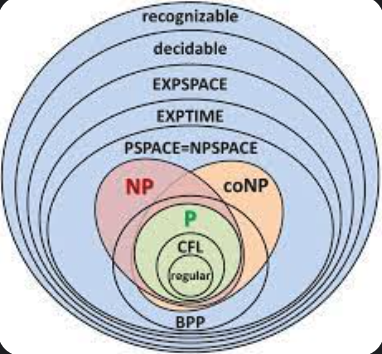 recognizable
decidable
EXPSPACE
EXPTIME
PSPACE=NPSPACE
NP
coNP
P
CFL
regular
BPP